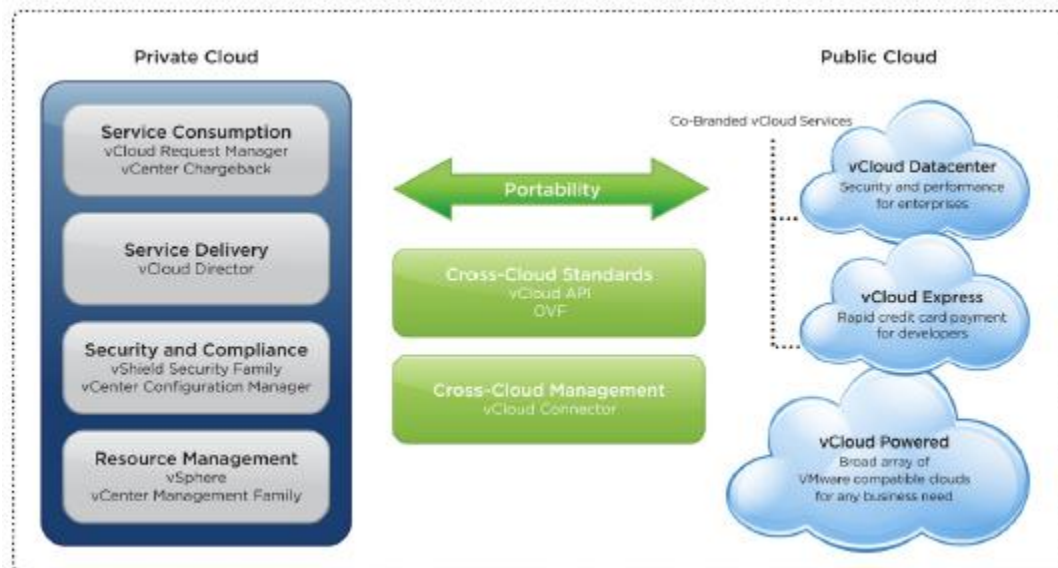 Private Cloud
Service Consumption
vCloud Request Manager
vCenter Chargeback
Service Delivery
vCloud Director
Security and Compliance
vShield Security Family
vCenter Configuration Manager
Resource Management
vSphere
vCenter Management Family
Portability
Cross-Cloud Standards
vCloud API
OVF
Cross-Cloud Management
vCloud Connector
Public Cloud
Co-Branded vCloud Services
vCloud Datacenter
Security and performance
for enterprises
vCloud Express
Rapid credit card payment
for developers
vCloud Powered
Broad array of
VMware compatible clouds
for any business need